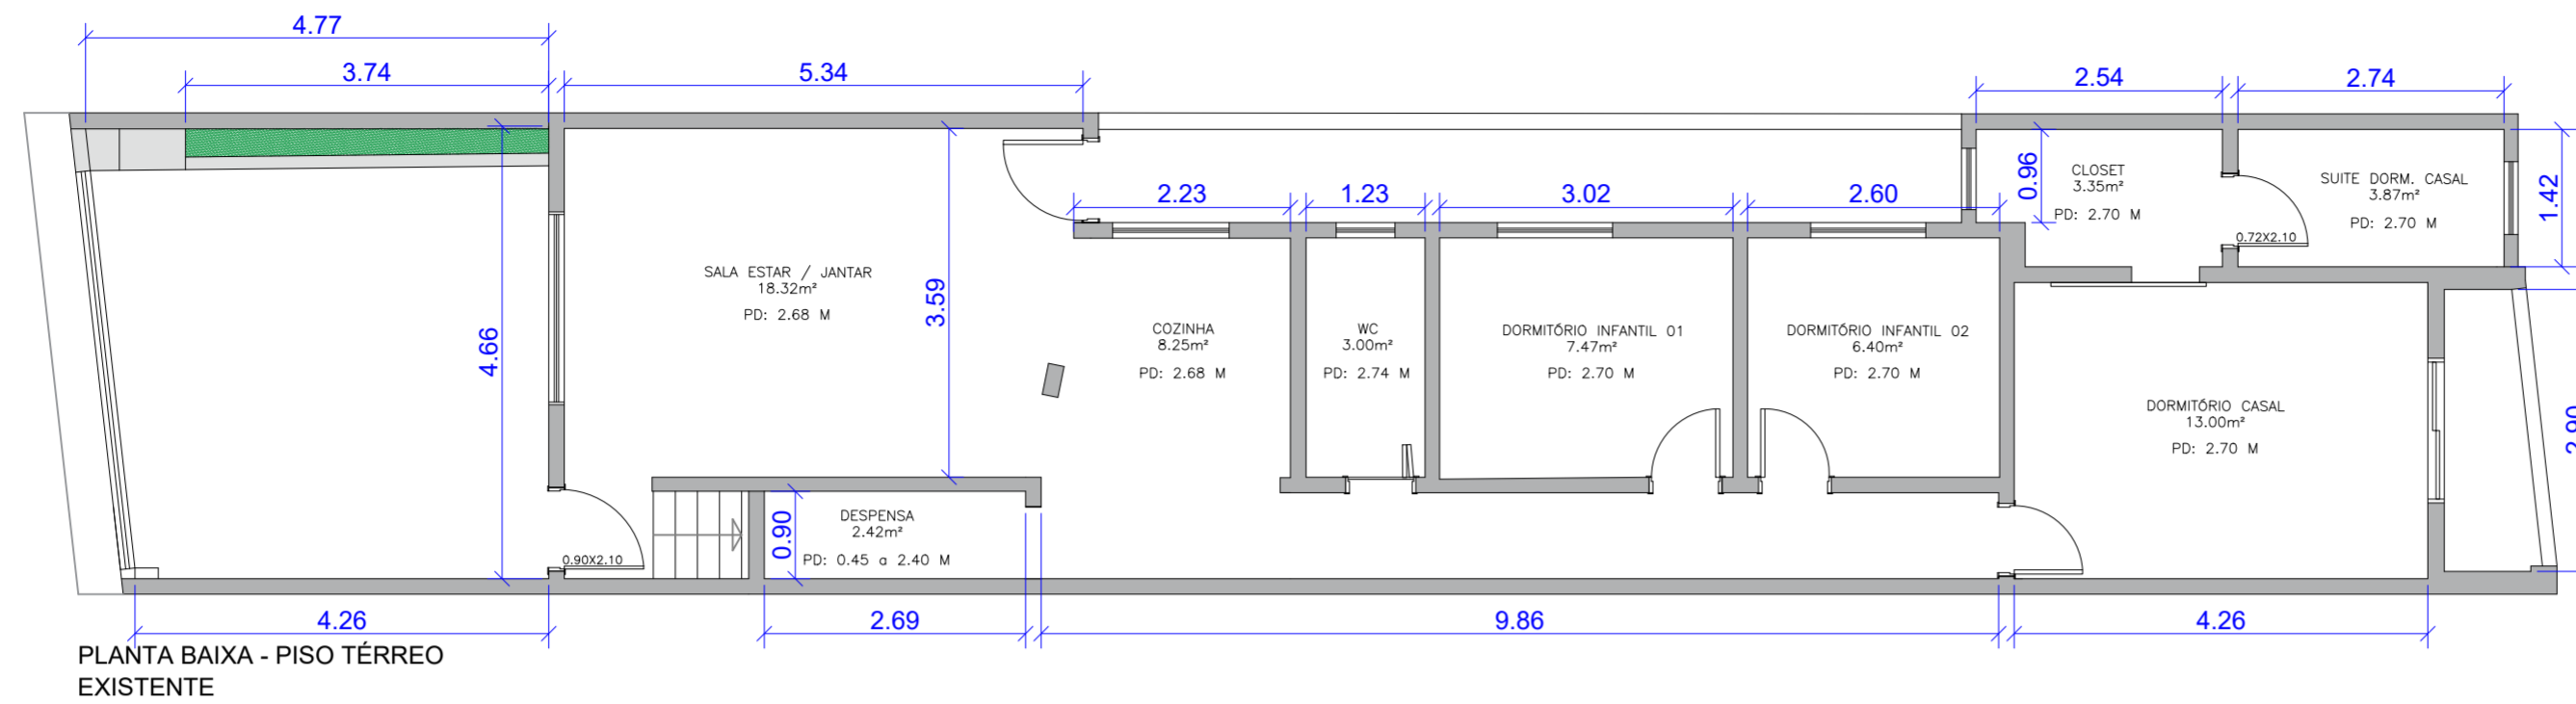 4.77
3.74
5.34
2.54
2.74
2.23
1.23
3.02
2.60
0.96
1.42
CLOSET
3.35m²
PD: 2.70 M
SUITE DORM. CASAL
3.87m²
PD: 2.70 M
0.72X2.10
SALA ESTAR / JANTAR
18.32m²
PD: 2.68 M
3.59
4.66
COZINHA
8.25m²
PD: 2.68 M
WC
3.00m²
PD: 2.74 M
DORMITÓRIO INFANTIL 01
7.47m²
PD: 2.70 M
DORMITÓRIO INFANTIL 02
6.40m²
PD: 2.70 M
DORMITÓRIO CASAL
13.00m²
PD: 2.70 M
DESPENSA
2.42m²
PD: 0.45 a 2.40 M
0.90
0.90X2.10
4.26
2.69
9.86
4.26
PLANTA BAIXA - PISO TÉRREO
EXISTENTE